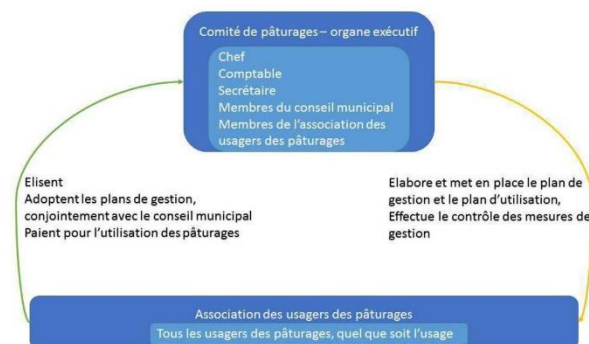 Comité de pâturages – organe exécutif
Chef
Comptable
Secrétaire
Membres du conseil municipal
Membres de l'association des
usagers des pâturages
Elisent
Adoptent les plans de gestion,
conjointement avec le conseil municipal
Paient pour l'utilisation des pâturages
Elabore et met en place le plan de
gestion et le plan d'utilisation,
Effectue le contrôle des mesures de
gestion
Association des usagers des pâturages
Tous les usagers des pâturages, quel que soit l'usage